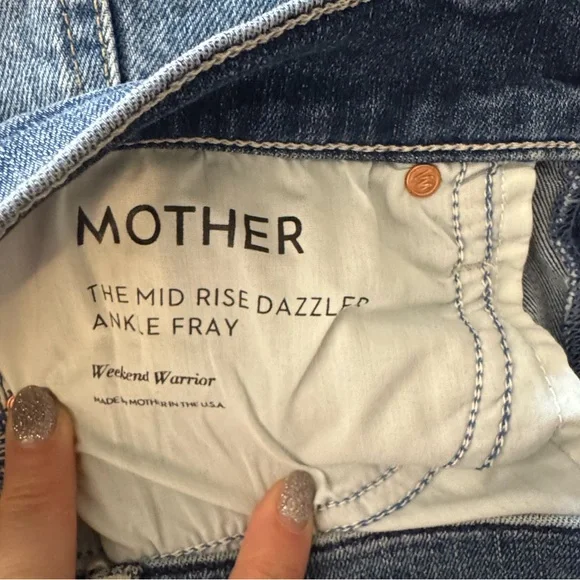 MOTHER
THE MID RISE DAZZLER
ANKLE FRAY
Weekend Warrior
MADE by MOTHER IN THE U.S.A.